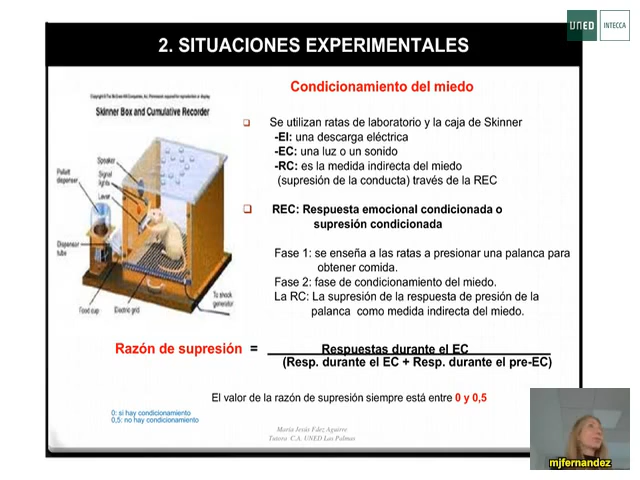 UNED
INTECCA
2. SITUACIONES EXPERIMENTALES
Condicionamiento del miedo
Skinner Box and Cumulative Recorder
Speaker
Signal
lights
Lever
Pellet
dispenser
Dispenser
tube
Food cup
Electric grid
To shock
generator
Se utilizan ratas de laboratorio y la caja de Skinner
-EI: una descarga eléctrica
-EC: una luz o un sonido
-RC: es la medida indirecta del miedo
(supresión de la conducta) través de la REC
REC: Respuesta emocional condicionada o
supresión condicionada
Fase 1: se enseña a las ratas a presionar una palanca para
obtener comida.
Fase 2: fase de condicionamiento del miedo.
La RC: La supresión de la respuesta de presión de la
palanca como medida indirecta del miedo.
Razón de supresión = Respuestas durante el EC
(Resp. durante el EC + Resp. durante el pre-EC)
El valor de la razón de supresión siempre está entre 0 y 0,5
0: si hay condicionamiento
0,5: no hay condicionamiento
María Jesús Fdez Aguirre
Tutora C.A. UNED Las Palmas
mjfernandez